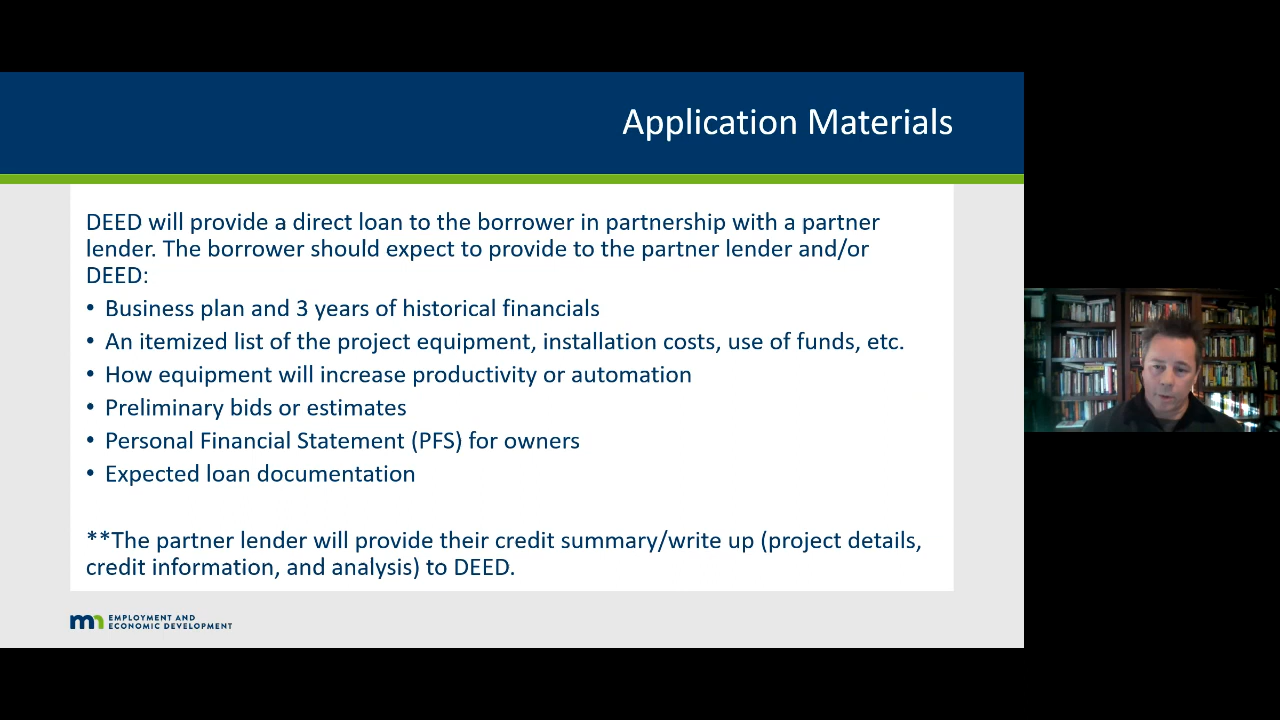 Application Materials
DEED will provide a direct loan to the borrower in partnership with a partner
lender. The borrower should expect to provide to the partner lender and/or
DEED:
• Business plan and 3 years of historical financials
• An itemized list of the project equipment, installation costs, use of funds, etc.
• How equipment will increase productivity or automation
• Preliminary bids or estimates
• Personal Financial Statement (PFS) for owners
• Expected loan documentation
**The partner lender will provide their credit summary/write up (project details,
credit information, and analysis) to DEED.
mn EMPLOYMENT AND
ECONOMIC DEVELOPMENT